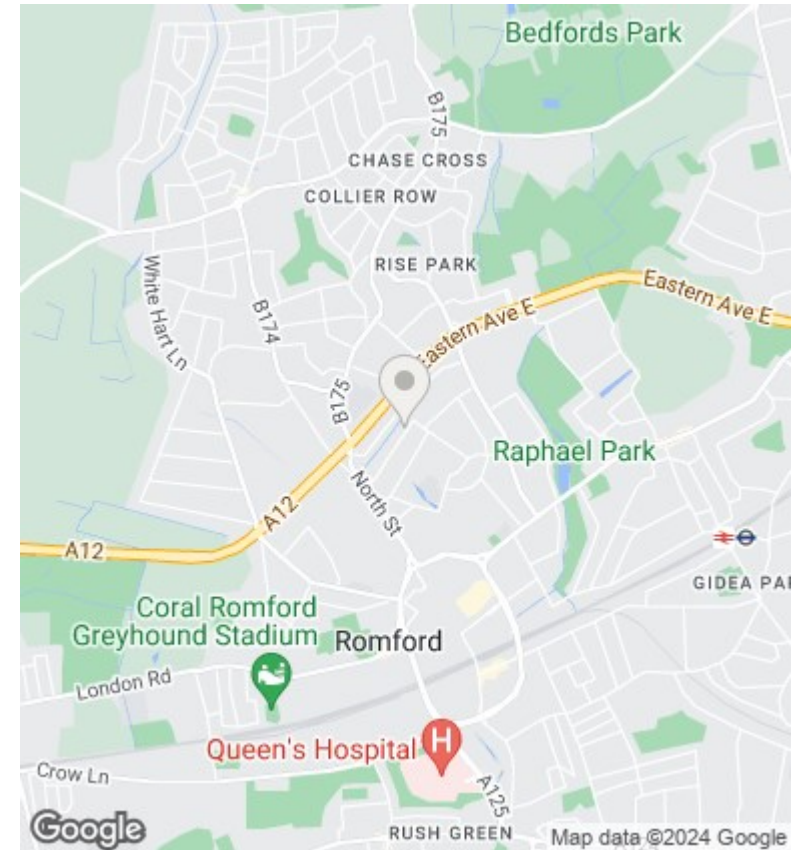 Bedfords Park
B175
CHASE CROSS
COLLIER ROW
RISE PARK
White Hart Ln
B174
Eastern Ave E
Eastern Ave E
B175
Raphael Park
North St
A12
A12
GIDEA PA
Coral Romford
Greyhound Stadium
Romford
London Rd
Queen's Hospital
H
Crow Ln
A125
RUSH GREEN
Google
Map data ©2024 Google